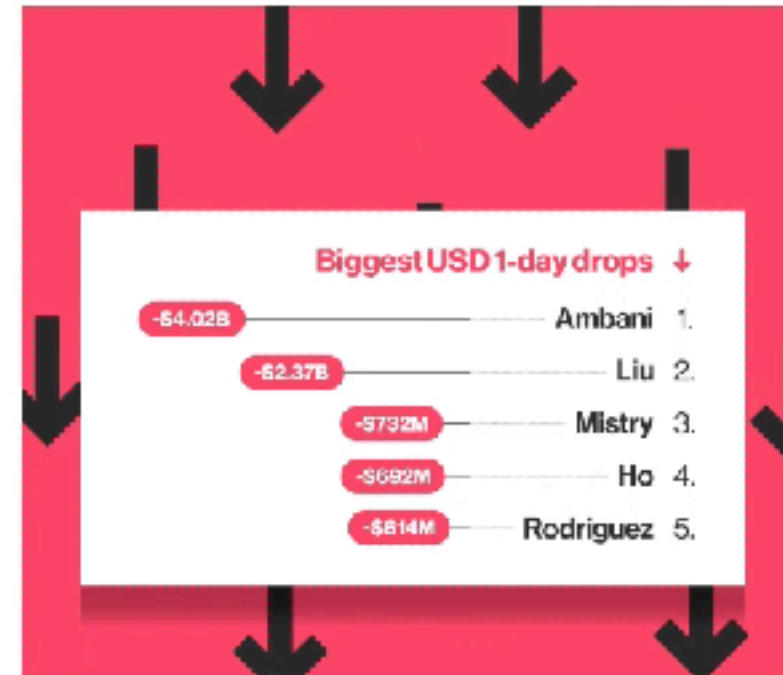 Biggest USD 1-day drops ↓
-$4.02B Ambani 1.
-$2.37B Liu 2.
-$732M Mistry 3.
-$692M Ho 4.
Rodriguez 5.